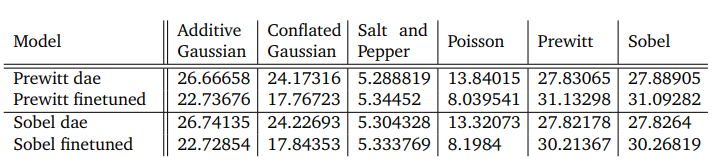 Model Additive Gaussian Conflated Gaussian Salt and Pepper Poisson Prewitt Sobel
Prewitt dae 26.66658 24.17316 5.288819 13.84015 27.83065 27.88905
Prewitt finetuned 22.73676 17.76723 5.34452 8.039541 31.13298 31.09282
Sobel dae 26.74135 24.22693 5.304328 13.32073 27.82178 27.8264
Sobel finetuned 22.72854 17.84353 5.333769 8.1984 30.21367 30.26819